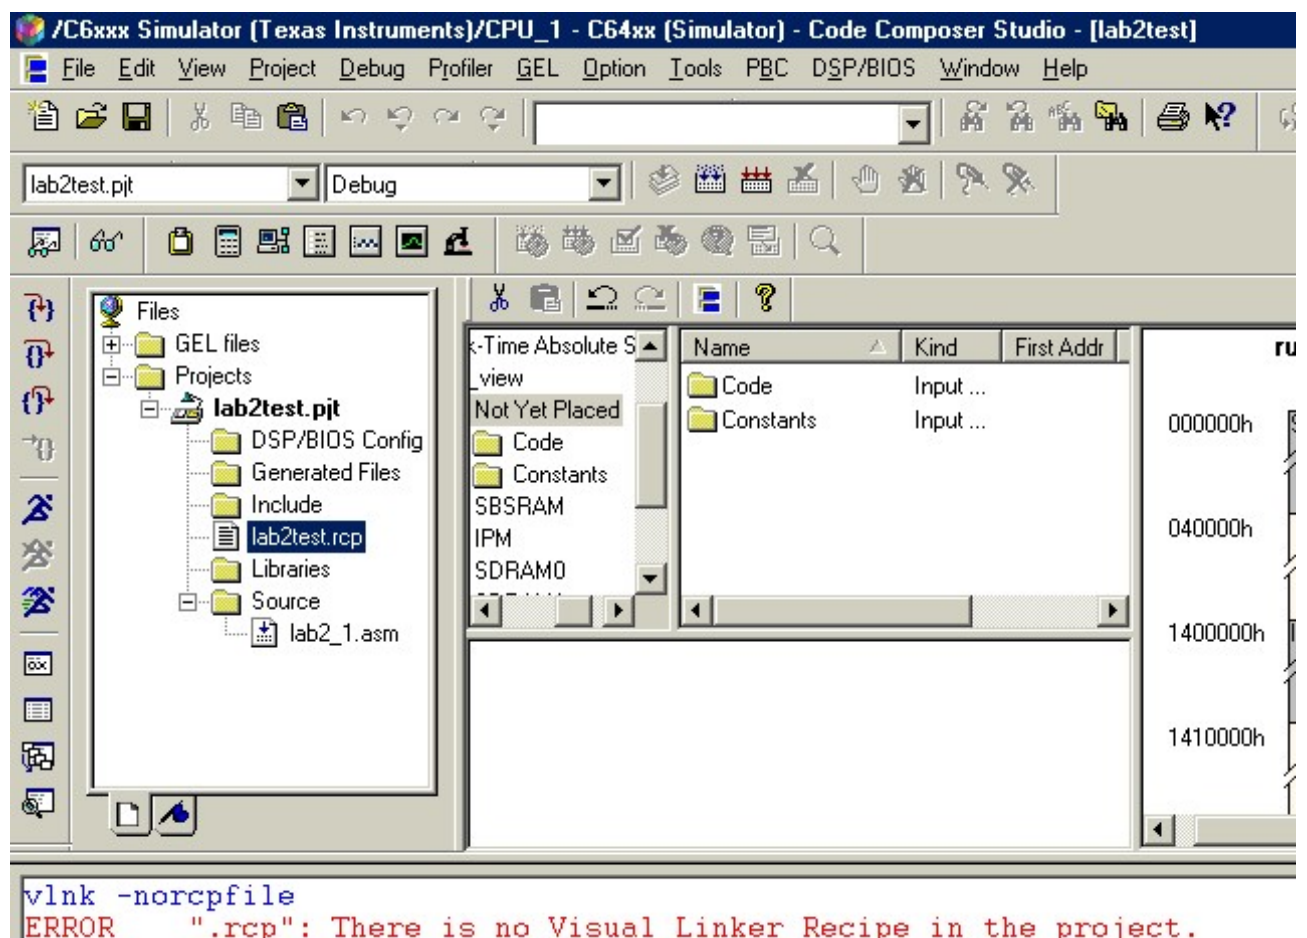 /C6xxx Simulator (Texas Instruments)/CPU_1 - C64xx (Simulator) - Code Composer Studio - [lab2test]
File Edit View Project Debug Profiler GEL Option Tools PBC DSP/BIOS Window Help
lab2test.pjt Debug
Files
GEL files
Projects
lab2test.pjt
DSP/BIOS Config
Generated Files
Include
lab2test.rcp
Libraries
Source
lab2_1.asm
k-Time Absolute S
_view
Not Yet Placed
Code
Constants
SBSRAM
IPM
SDRAM0
Name Kind First Addr
Code Input ...
Constants Input ...
ru
000000h
040000h
1400000h
1410000h
vlnk -norcpfile
ERROR ".rcp": There is no Visual Linker Recipe in the project.